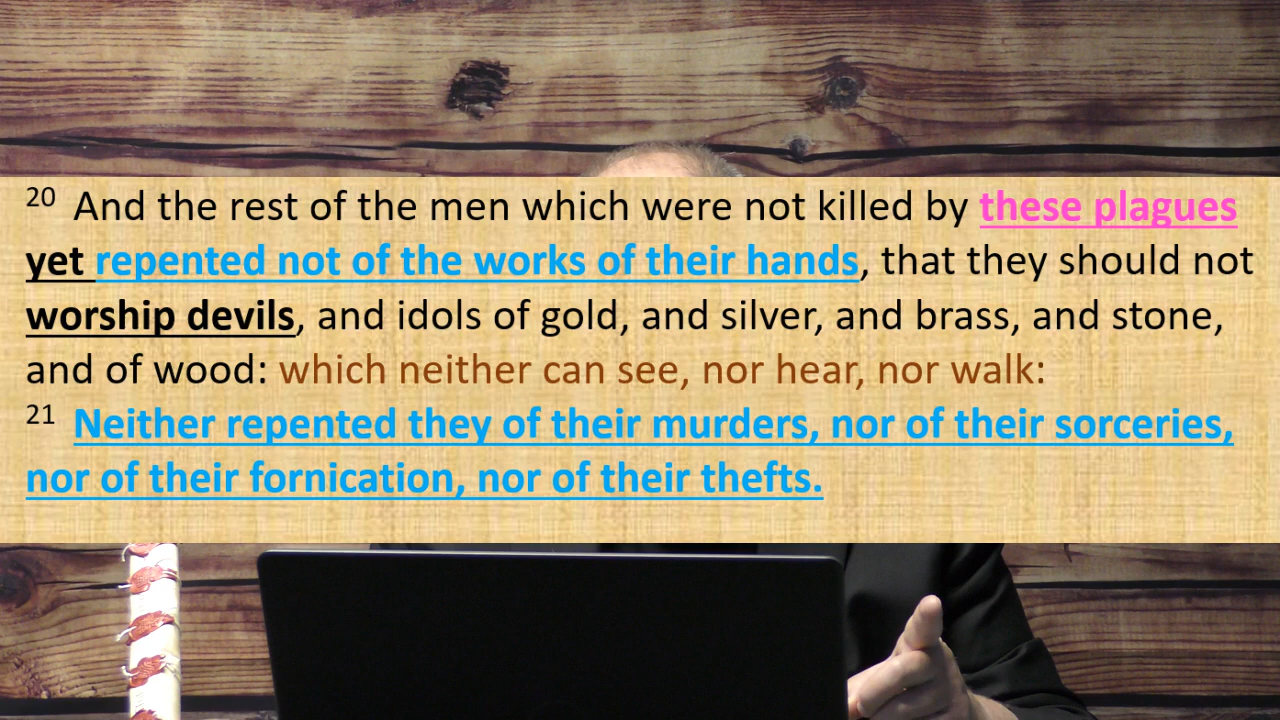 20 And the rest of the men which were not killed by these plagues
yet repented not of the works of their hands, that they should not
worship devils, and idols of gold, and silver, and brass, and stone,
and of wood: which neither can see, nor hear, nor walk:
21 Neither repented they of their murders, nor of their sorceries,
nor of their fornication, nor of their thefts.